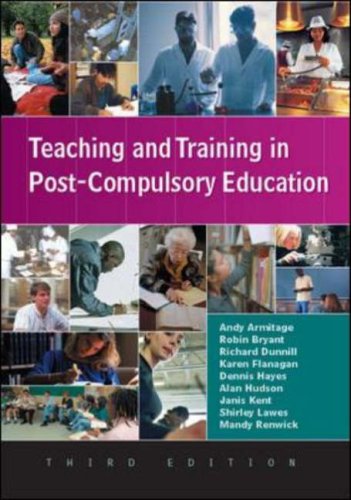 Teaching and Training in
Post-Compulsory Education
Andy Armitage
Robin Bryant
Richard Dunnill
Karen Flanagan
Dennis Hayes
Alan Hudson
Janis Kent
Shirley Lawes
Mandy Renwick
THIRD EDITION